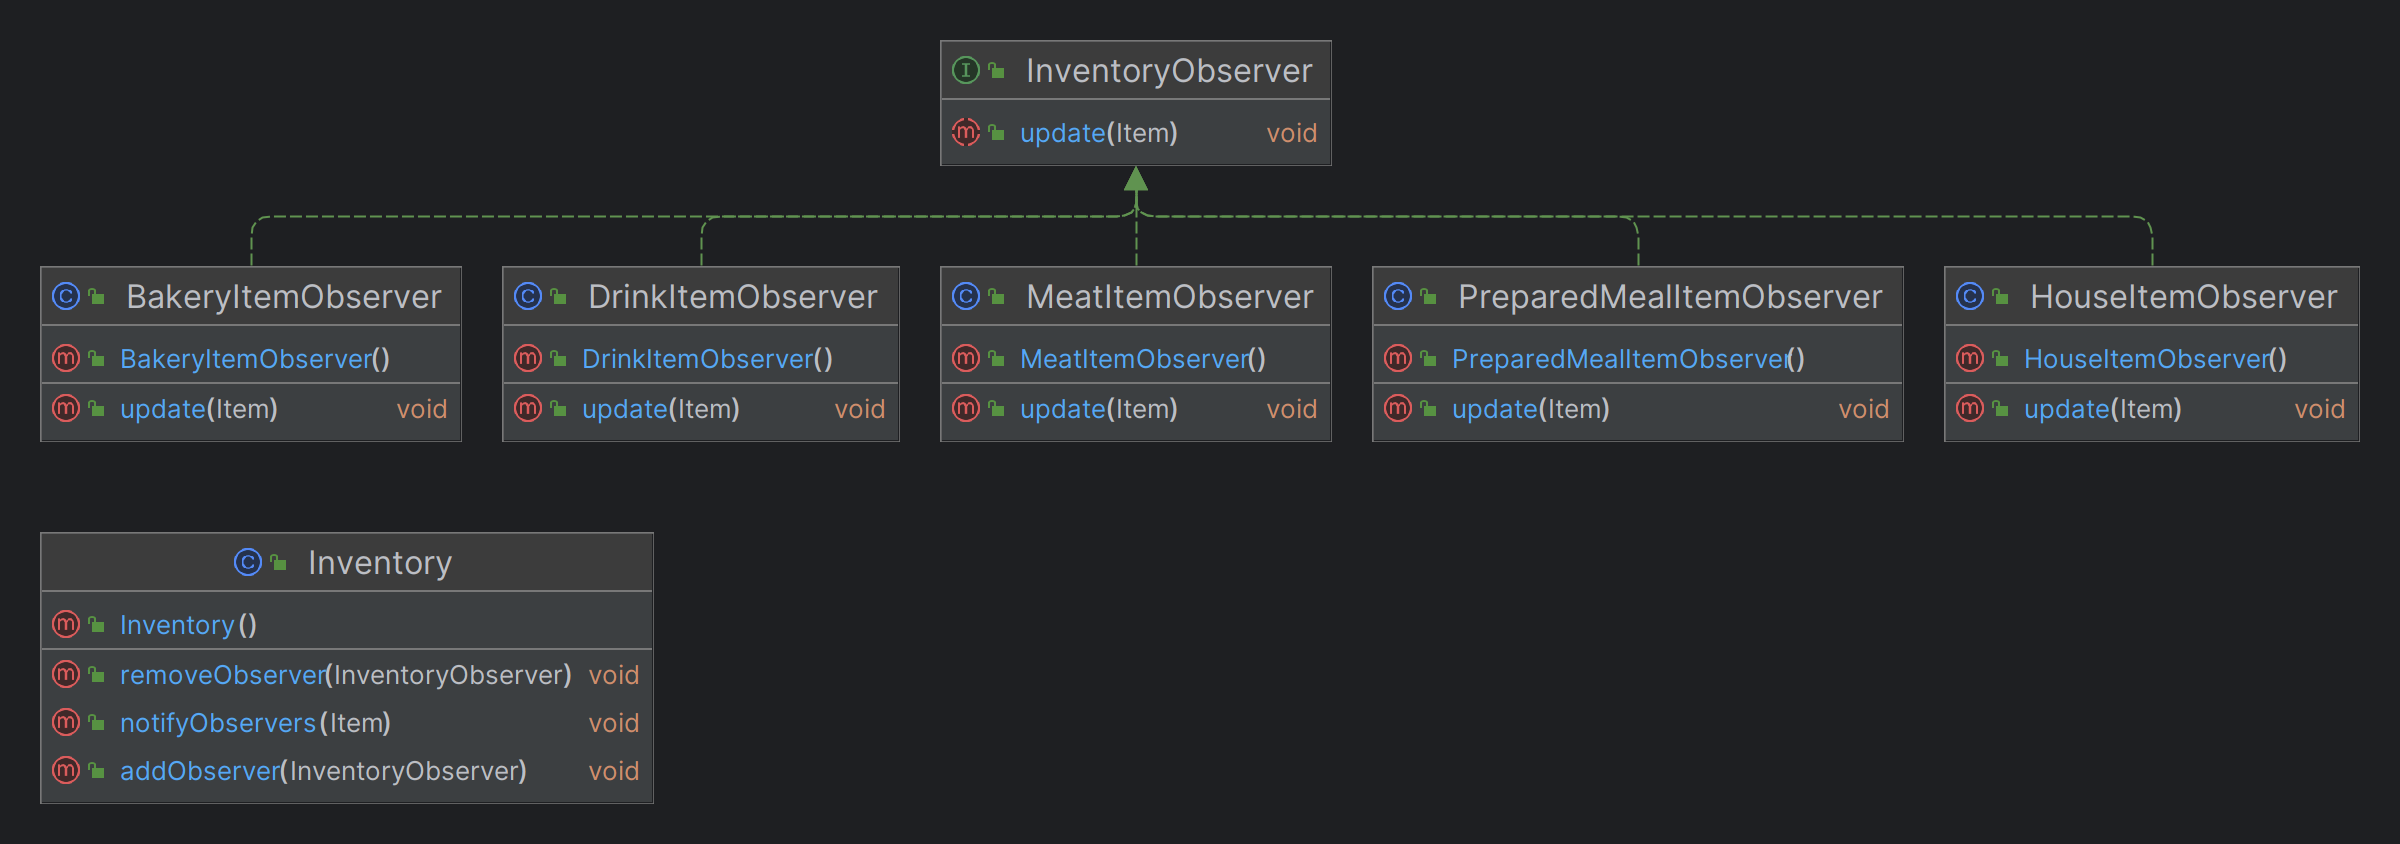 InventoryObserver
update(Item) void
BakeryItemObserver
BakeryItemObserver()
update(Item) void
DrinkItemObserver
DrinkItemObserver()
update(Item) void
MeatItemObserver
MeatItemObserver()
update(Item) void
PreparedMealItemObserver
PreparedMealItemObserver()
update(Item) void
HouseItemObserver
HouseItemObserver()
update(Item) void
Inventory
Inventory()
removeObserver(InventoryObserver) void
notifyObservers(Item) void
addObserver(InventoryObserver) void